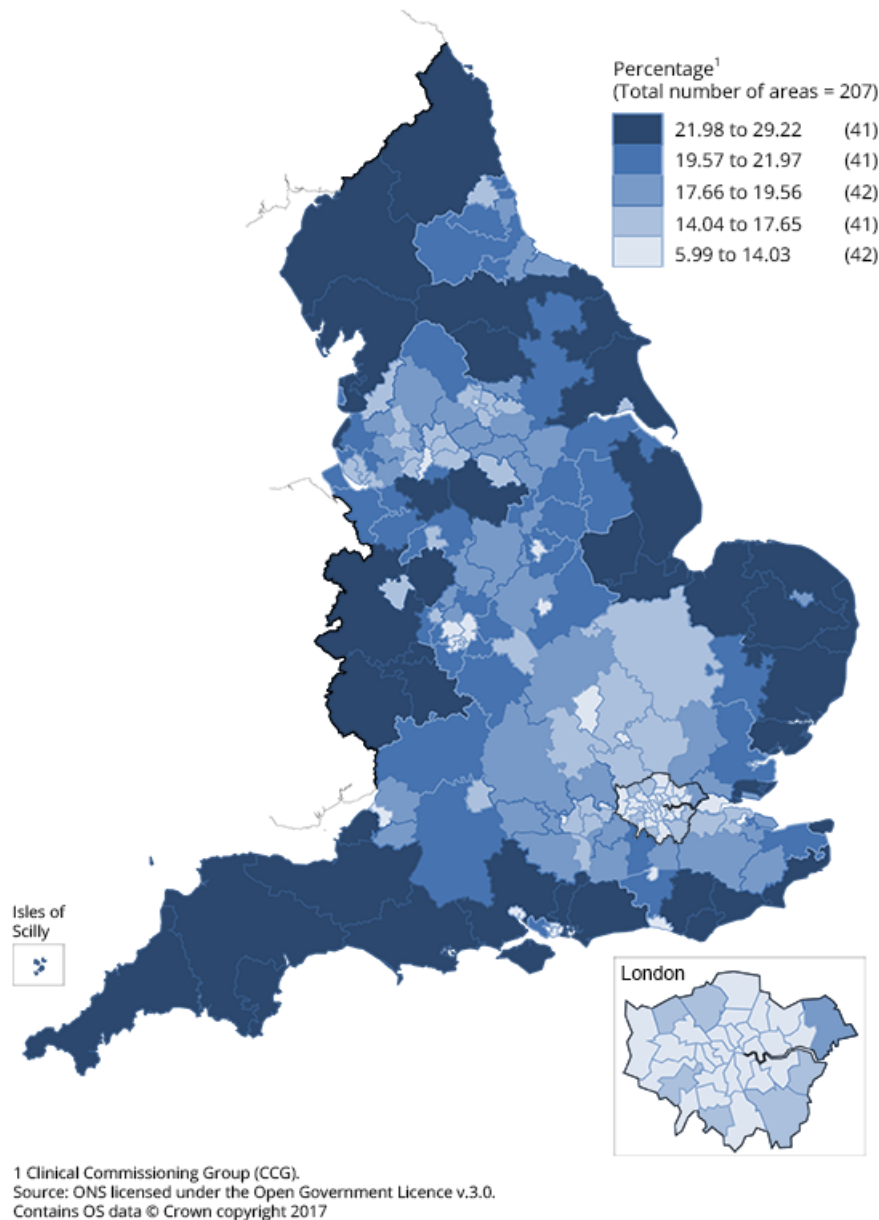 Percentage¹
(Total number of areas = 207)
21.98 to 29.22 (41)
19.57 to 21.97 (41)
17.66 to 19.56 (42)
14.04 to 17.65 (41)
5.99 to 14.03 (42)
Isles of
Scilly
London
1 Clinical Commissioning Group (CCG).
Source: ONS licensed under the Open Government Licence v.3.0.
Contains OS data © Crown copyright 2017